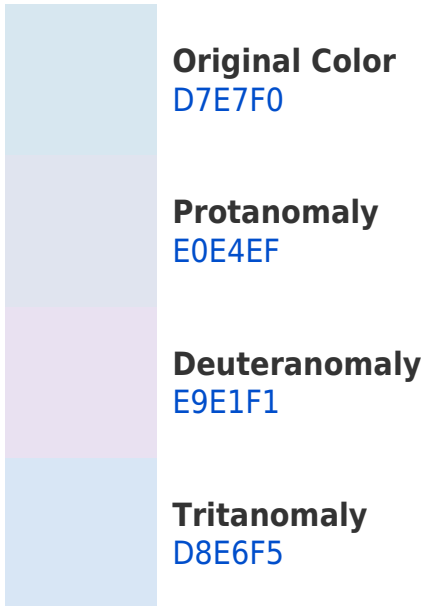 Original Color
D7E7F0
Protanomaly
E0E4EF
Deuteranomaly
E9E1F1
Tritanomaly
D8E6F5